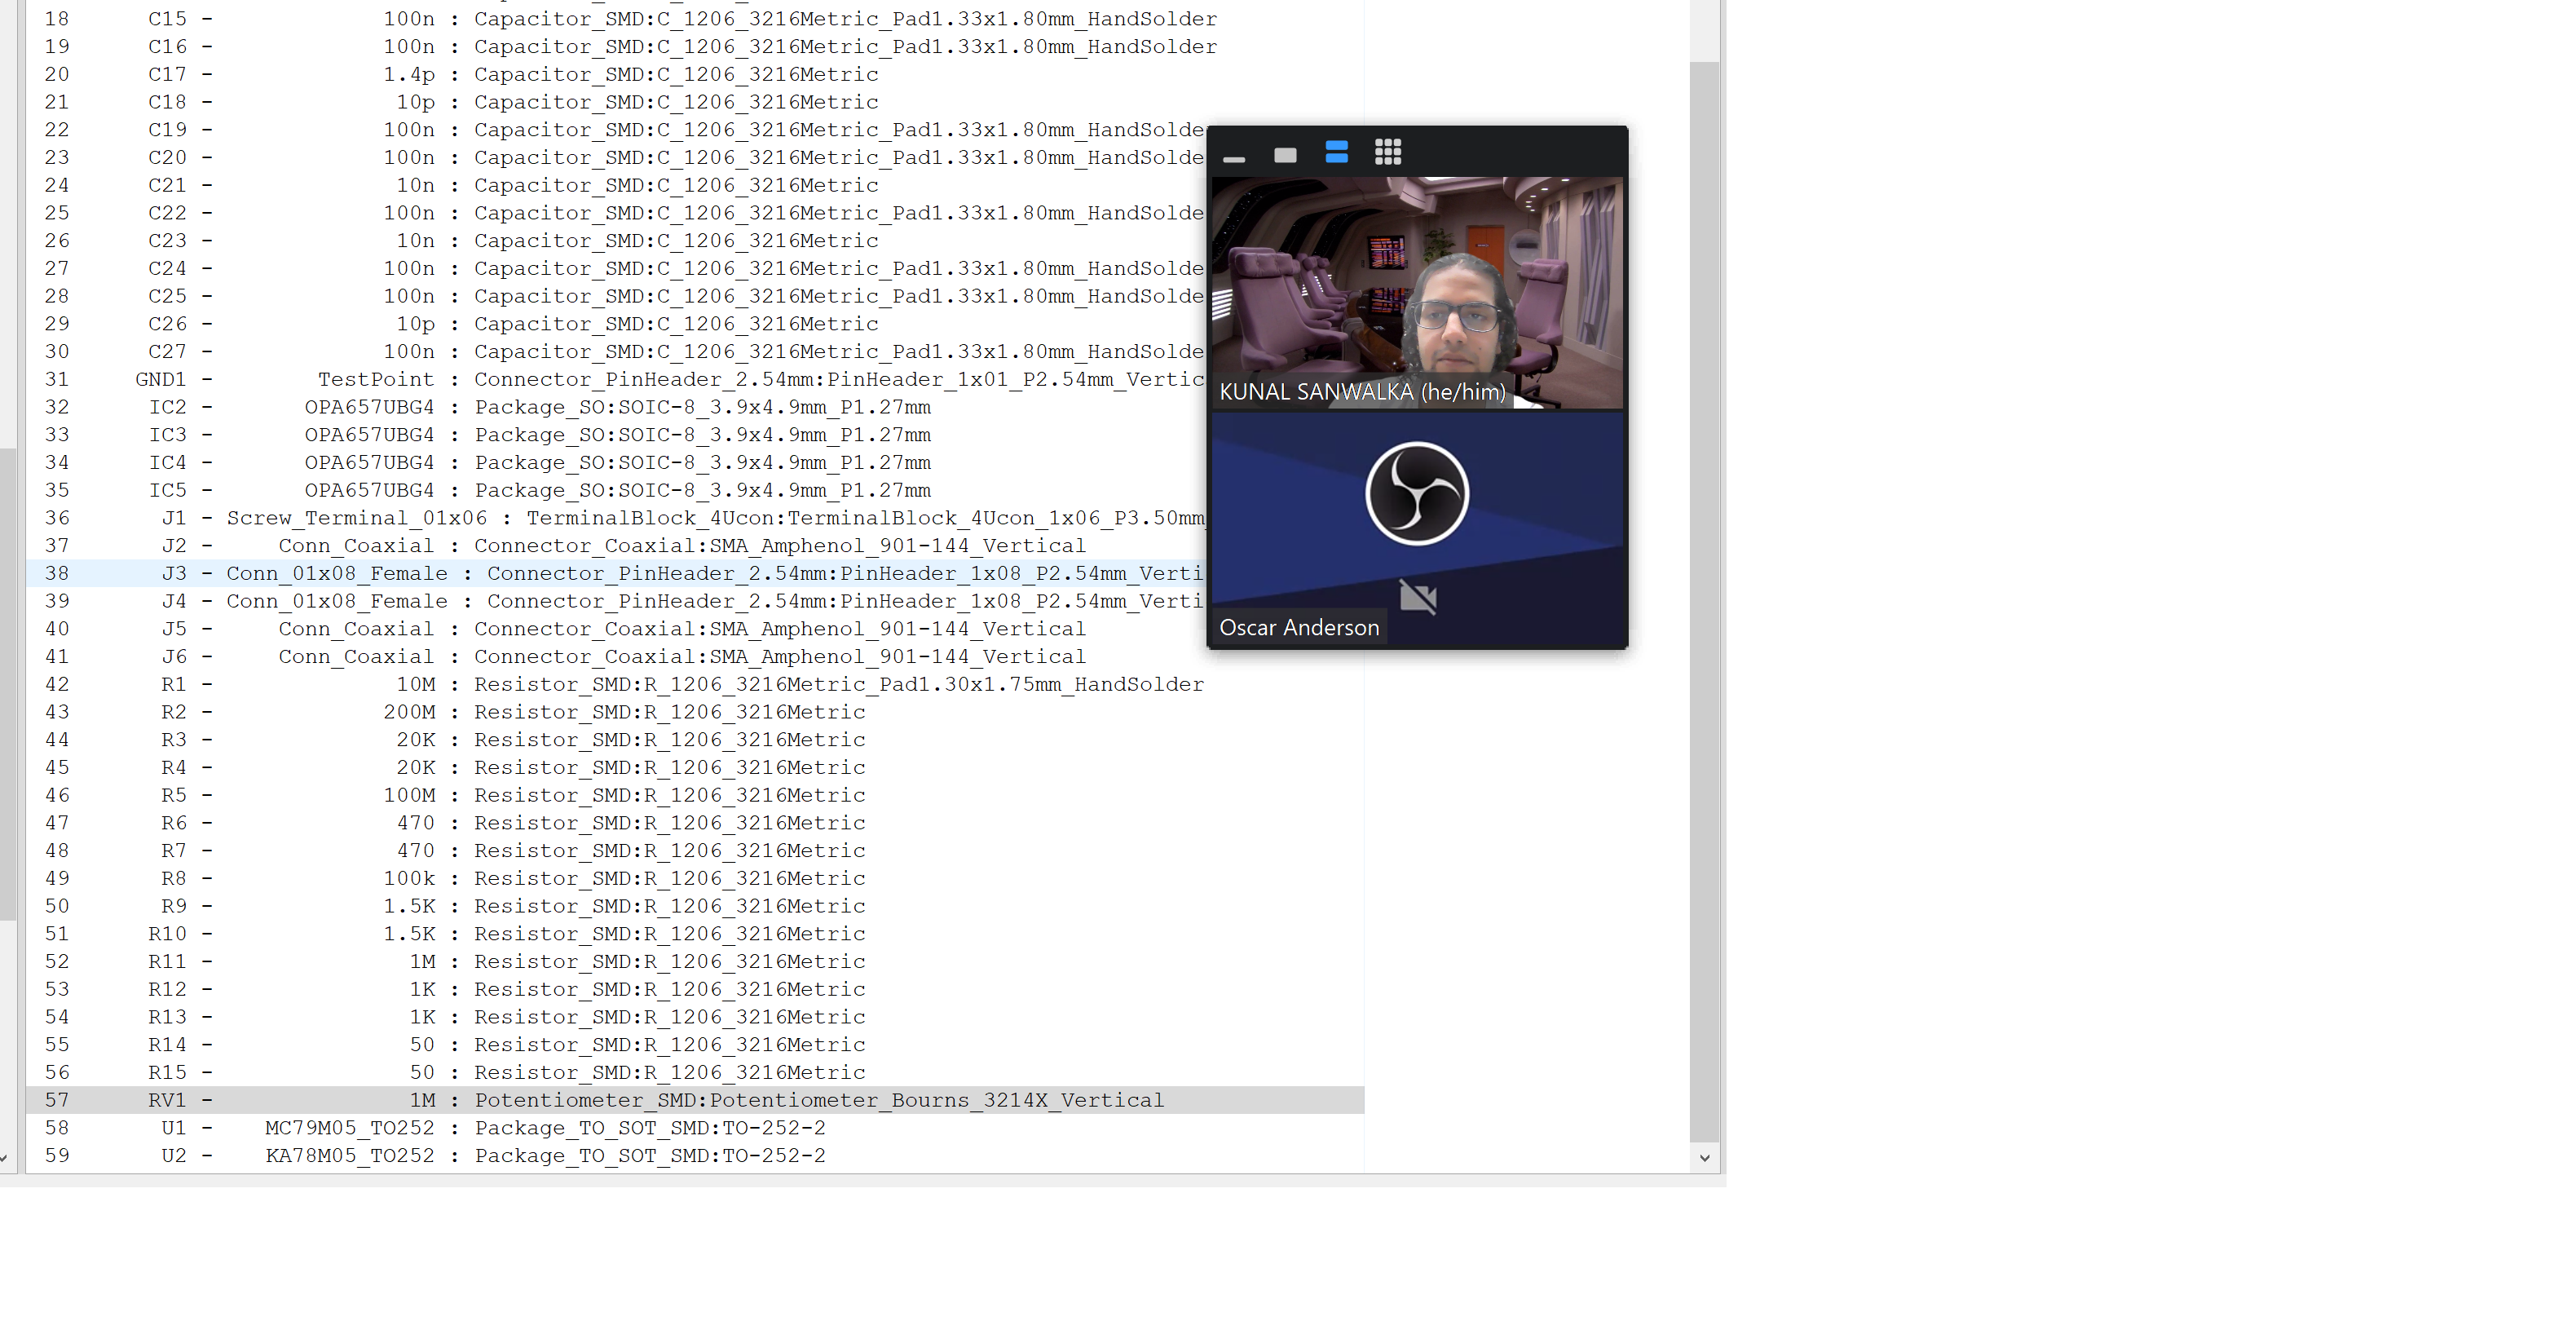 18 C15 - 100n : Capacitor_SMD:C_1206_3216Metric_Pad1.33x1.80mm_HandSolder
19 C16 - 100n : Capacitor_SMD:C_1206_3216Metric_Pad1.33x1.80mm_HandSolder
20 C17 - 1.4p : Capacitor_SMD:C_1206_3216Metric
21 C18 - 10p : Capacitor_SMD:C_1206_3216Metric
22 C19 - 100n : Capacitor_SMD:C_1206_3216Metric_Pad1.33x1.80mm_HandSolde
23 C20 - 100n : Capacitor_SMD:C_1206_3216Metric_Pad1.33x1.80mm_HandSolde
24 C21 - 10n : Capacitor_SMD:C_1206_3216Metric
25 C22 - 100n : Capacitor_SMD:C_1206_3216Metric_Pad1.33x1.80mm_HandSolde
26 C23 - 10n : Capacitor_SMD:C_1206_3216Metric
27 C24 - 100n : Capacitor_SMD:C_1206_3216Metric_Pad1.33x1.80mm_HandSolde
28 C25 - 100n : Capacitor_SMD:C_1206_3216Metric_Pad1.33x1.80mm_HandSolde
29 C26 - 10p : Capacitor_SMD:C_1206_3216Metric
30 C27 - 100n : Capacitor_SMD:C_1206_3216Metric_Pad1.33x1.80mm_HandSolde
31 GND1 - TestPoint : Connector_PinHeader_2.54mm:PinHeader_1x01_P2.54mm_Vertic
32 IC2 - OPA657UBG4 : Package_SO:SOIC-8_3.9x4.9mm_P1.27mm
33 IC3 - OPA657UBG4 : Package_SO:SOIC-8_3.9x4.9mm_P1.27mm
34 IC4 - OPA657UBG4 : Package_SO:SOIC-8_3.9x4.9mm_P1.27mm
35 IC5 - OPA657UBG4 : Package_SO:SOIC-8_3.9x4.9mm_P1.27mm
36 J1 - Screw_Terminal_01x06 : TerminalBlock_4Ucon:TerminalBlock_4Ucon_1x06_P3.50mm_
37 J2 - Conn_Coaxial : Connector_Coaxial:SMA_Amphenol_901-144_Vertical
38 J3 - Conn_01x08_Female : Connector_PinHeader_2.54mm:PinHeader_1x08_P2.54mm_Verti
39 J4 - Conn_01x08_Female : Connector_PinHeader_2.54mm:PinHeader_1x08_P2.54mm_Verti
40 J5 - Conn_Coaxial : Connector_Coaxial:SMA_Amphenol_901-144_Vertical
41 J6 - Conn_Coaxial : Connector_Coaxial:SMA_Amphenol_901-144_Vertical
42 R1 - 10M : Resistor_SMD:R_1206_3216Metric_Pad1.30x1.75mm_HandSolder
43 R2 - 200M : Resistor_SMD:R_1206_3216Metric
44 R3 - 20K : Resistor_SMD:R_1206_3216Metric
45 R4 - 20K : Resistor_SMD:R_1206_3216Metric
46 R5 - 100M : Resistor_SMD:R_1206_3216Metric
47 R6 - 470 : Resistor_SMD:R_1206_3216Metric
48 R7 - 470 : Resistor_SMD:R_1206_3216Metric
49 R8 - 100k : Resistor_SMD:R_1206_3216Metric
50 R9 - 1.5K : Resistor_SMD:R_1206_3216Metric
51 R10 - 1.5K : Resistor_SMD:R_1206_3216Metric
52 R11 - 1M : Resistor_SMD:R_1206_3216Metric
53 R12 - 1K : Resistor_SMD:R_1206_3216Metric
54 R13 - 1K : Resistor_SMD:R_1206_3216Metric
55 R14 - 50 : Resistor_SMD:R_1206_3216Metric
56 R15 - 50 : Resistor_SMD:R_1206_3216Metric
57 RV1 - 1M : Potentiometer_SMD:Potentiometer_Bourns_3214X_Vertical
58 U1 - MC79M05_TO252 : Package_TO_SOT_SMD:TO-252-2
59 U2 - KA78M05_TO252 : Package_TO_SOT_SMD:TO-252-2
KUNAL SANWALKA (he/him)
Oscar Anderson